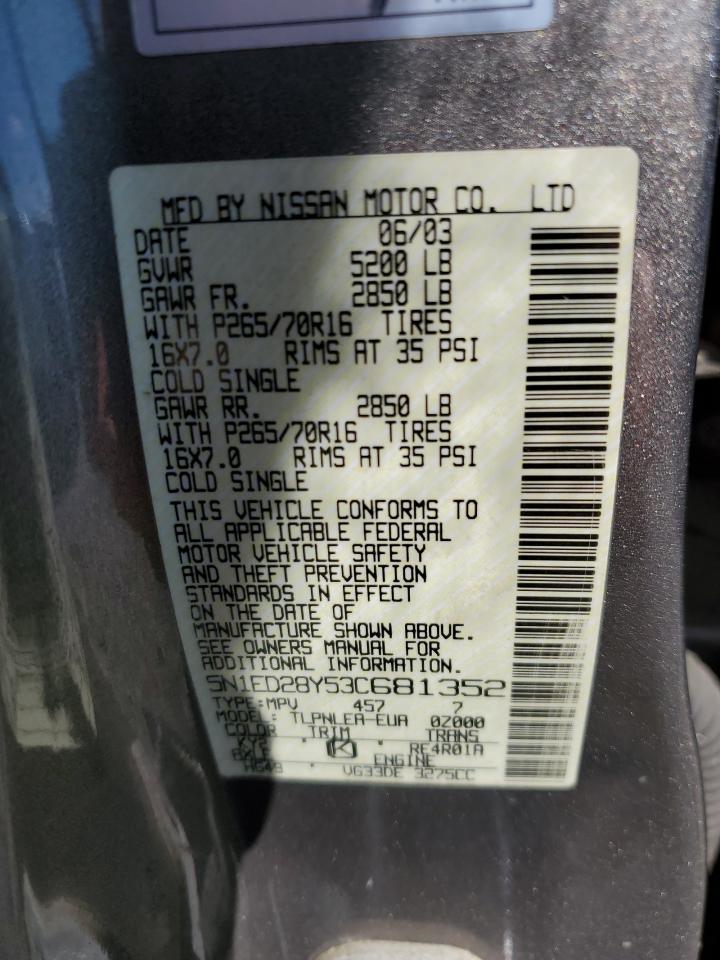 MFD BY NISSAN MOTOR CO. LTD
DATE 06/03
GVWR 5200 LB
GAWR FR. 2850 LB
WITH P265/70R16 TIRES
16X7.0 RIMS AT 35 PSI
COLD SINGLE
GAWR RR. 2850 LB
WITH P265/70R16 TIRES
16X7.0 RIMS AT 35 PSI
COLD SINGLE
THIS VEHICLE CONFORMS TO
ALL APPLICABLE FEDERAL
MOTOR VEHICLE SAFETY
AND THEFT PREVENTION
STANDARDS IN EFFECT
ON THE DATE OF
MANUFACTURE SHOWN ABOVE.
SEE OWNERS MANUAL FOR
ADDITIONAL INFORMATION.
5N1ED28Y53C681352
TYPE:MPV 457 7
MODEL: TLPNLEA-EUA 0Z000
COLOR TRIM TRANS
KY2 · K RE4R01A
ENGINE
HG49 · VG33DE 3275CC